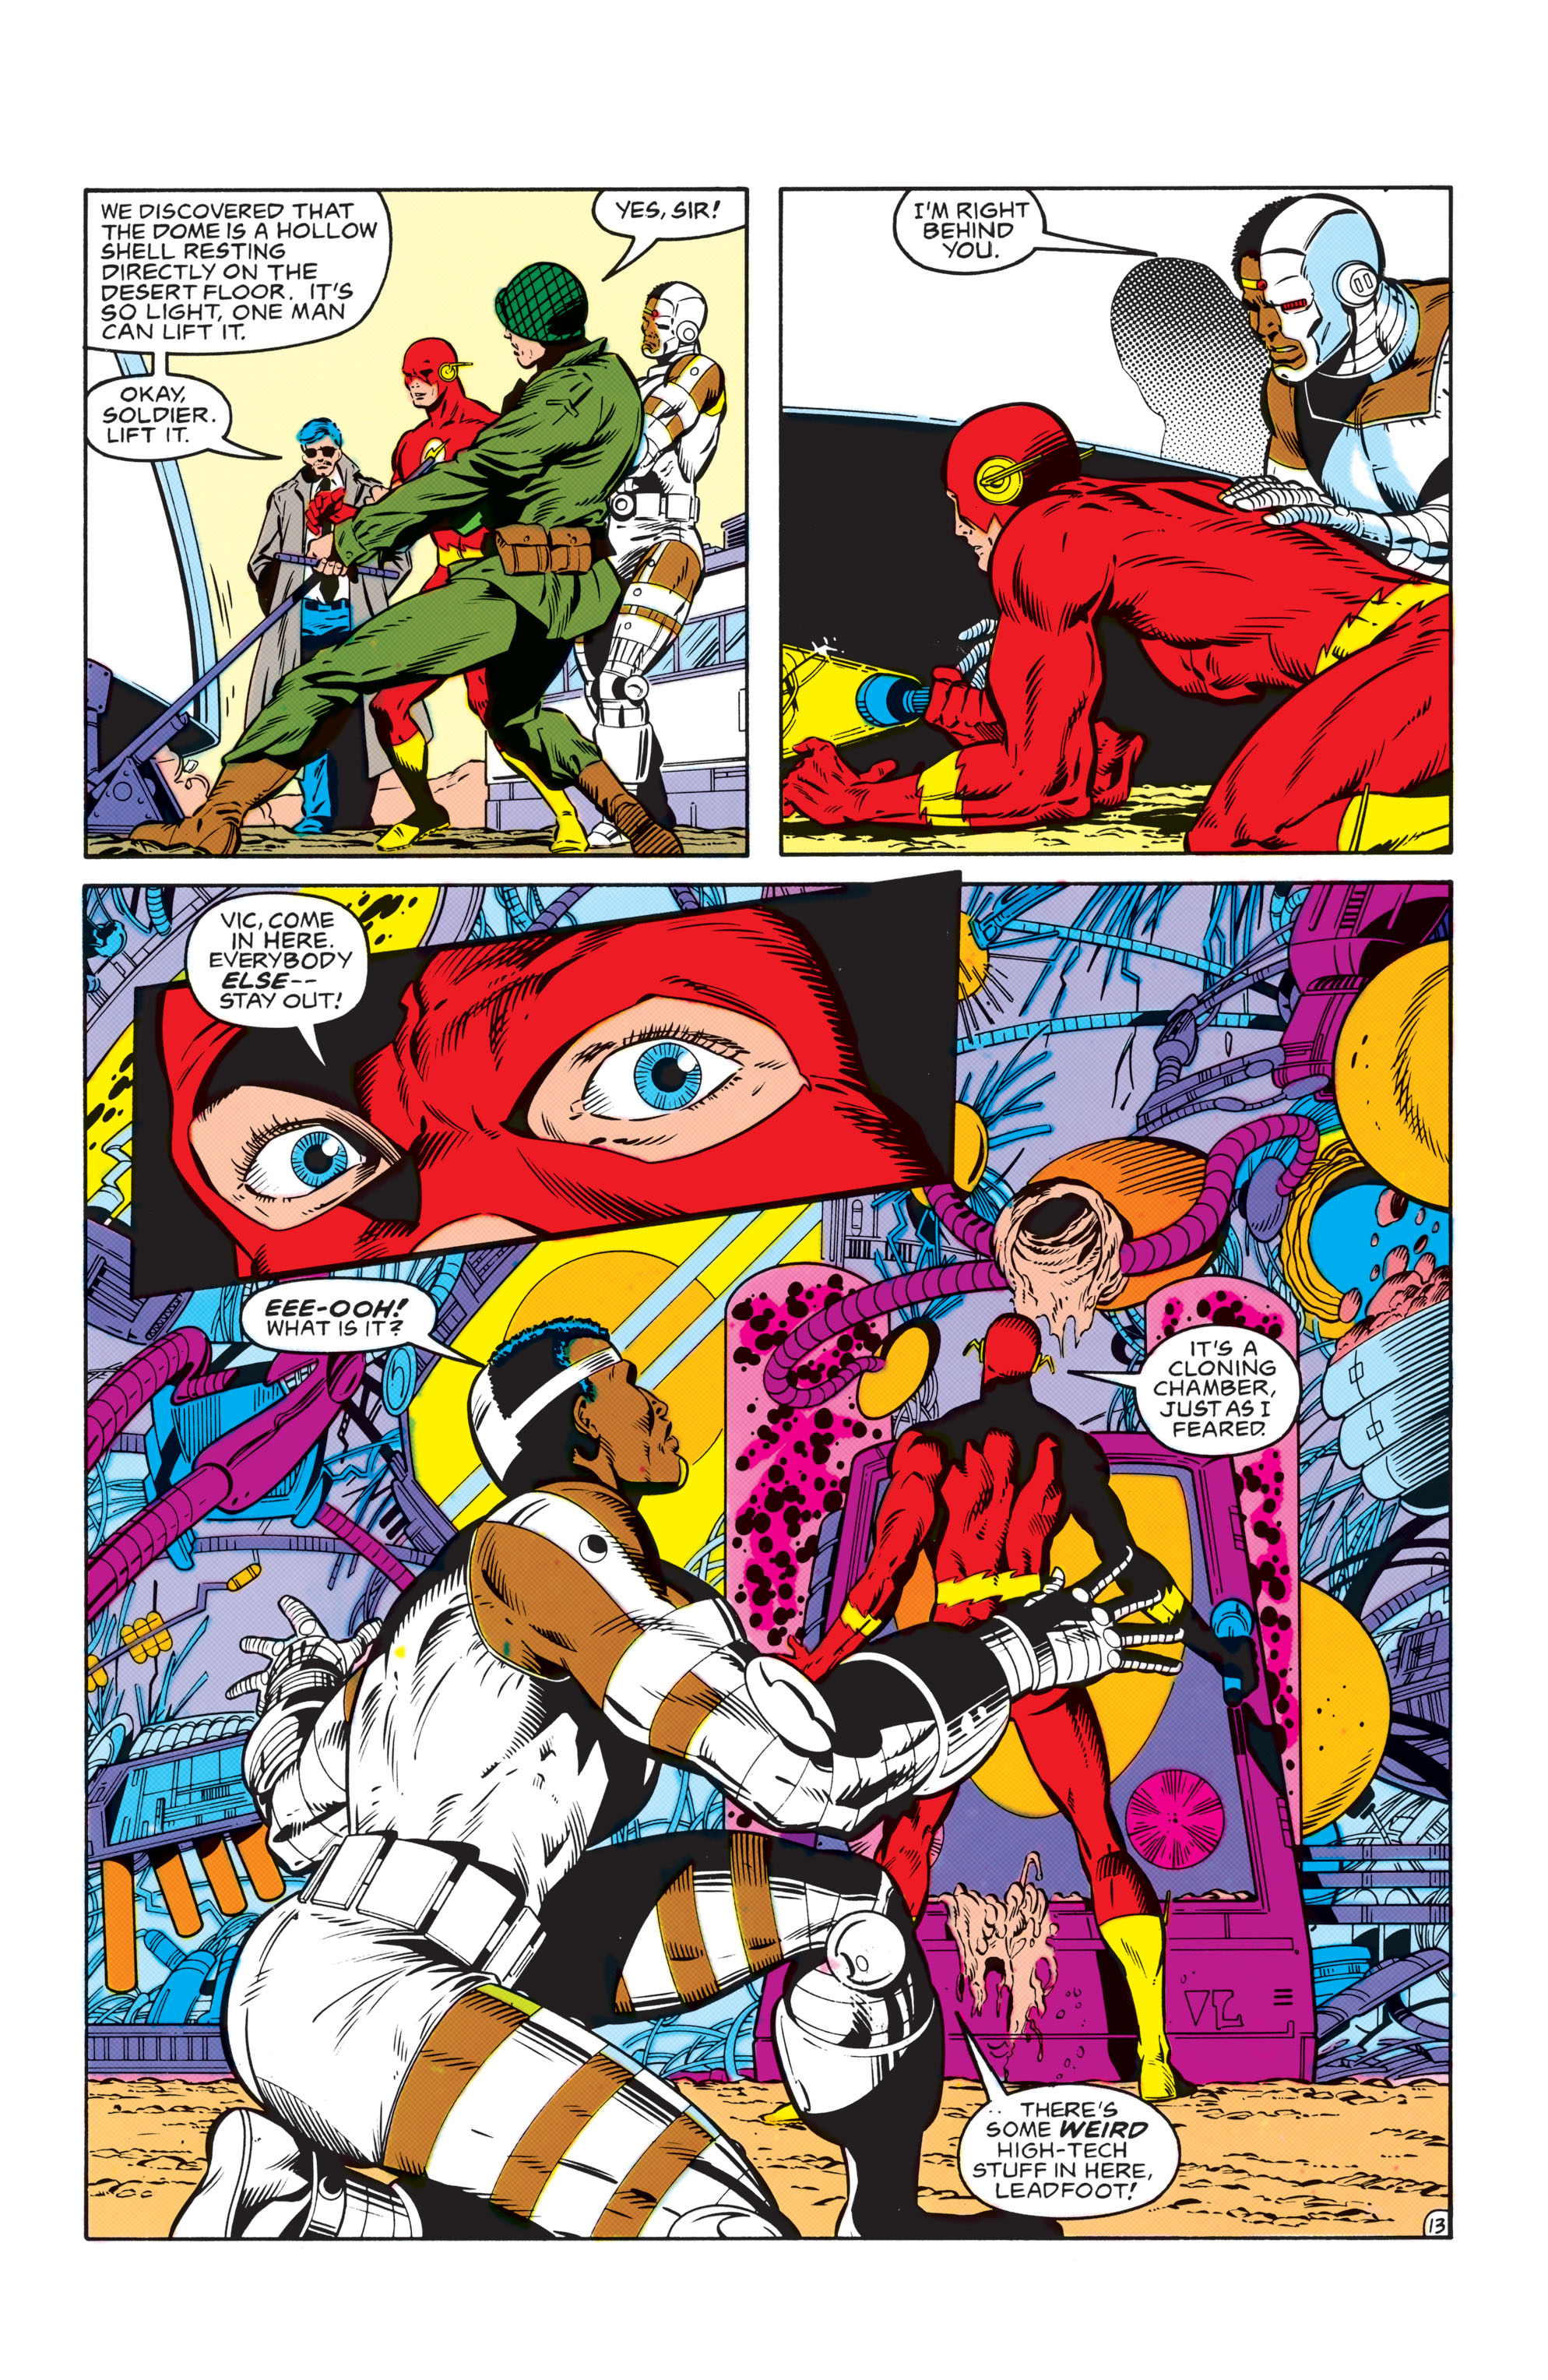 WE DISCOVERED THAT
THE DOME IS A HOLLOW
SHELL RESTING
DIRECTLY ON THE
DESERT FLOOR. IT'S
SO LIGHT, ONE MAN
CAN LIFT IT.
OKAY,
SOLDIER.
LIFT IT.
YES, SIR!
I'M RIGHT
BEHIND
YOU.
VIC, COME
IN HERE.
EVERYBODY
ELSE--
STAY OUT!
EEE-OOH!
WHAT IS IT?
IT'S A
CLONING
CHAMBER,
JUST AS I
FEARED.
VL
THERE'S
SOME WEIRD
HIGH-TECH
STUFF IN HERE,
LEADFOOT!
13